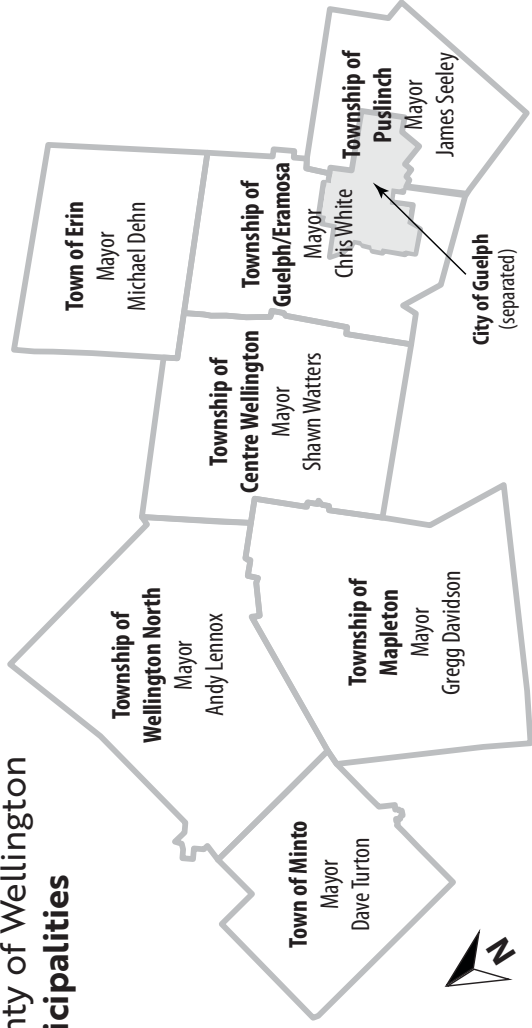 nty of Wellington
icipalities
Town of Minto
Mayor
Dave Turton
Township of
Wellington North
Mayor
Andy Lennox
Township of
Mapleton
Mayor
Gregg Davidson
Township of
Centre Wellington
Mayor
Shawn Watters
Town of Erin
Mayor
Michael Dehn
Township of
Guelph/Eramosa
Mayor
Chris White
Township of
Puslinch
Mayor
James Seeley
City of Guelph
(separated)
N